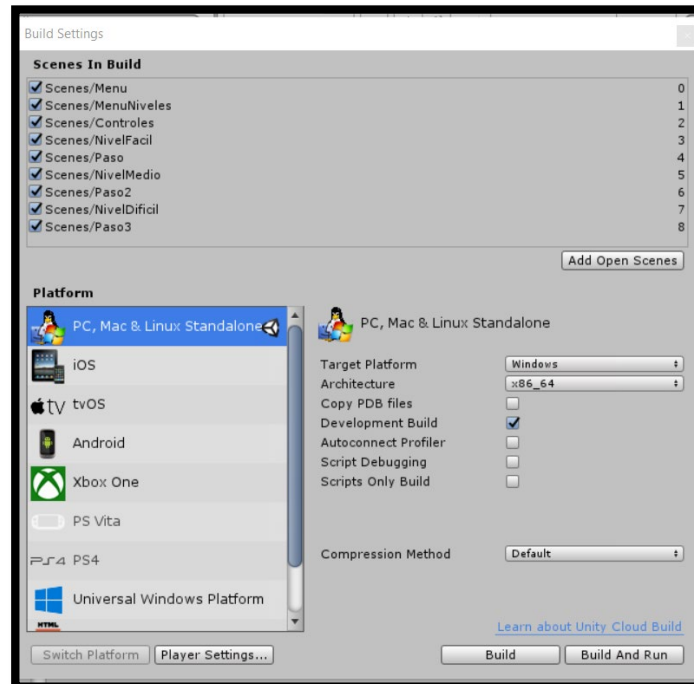 Build Settings
Scenes In Build
Scenes/Menu 0
Scenes/MenuNiveles 1
Scenes/Controles 2
Scenes/NivelFacil 3
Scenes/Paso 4
Scenes/NivelMedio 5
Scenes/Paso2 6
Scenes/NivelDificil 7
Scenes/Paso3 8
Add Open Scenes
Platform
PC, Mac & Linux Standalone
iOS
tv tvOS
Android
Xbox One
PS Vita
PS4 PS4
Universal Windows Platform
HTML
PC, Mac & Linux Standalone
Target Platform Windows
Architecture x86_64
Copy PDB files
Development Build
Autoconnect Profiler
Script Debugging
Scripts Only Build
Compression Method Default
Learn about Unity Cloud Build
Switch Platform Player Settings... Build Build And Run